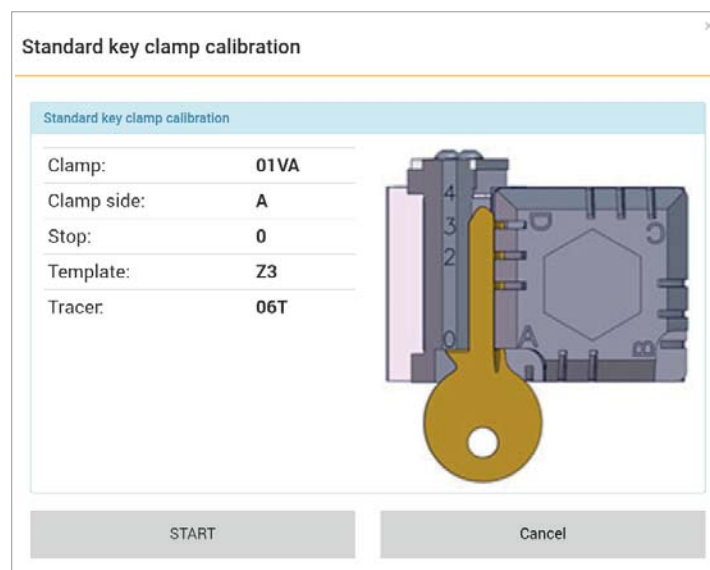 ×
Standard key clamp calibration
Standard key clamp calibration
Clamp: 01VA
Clamp side: A
Stop: 0
Template: Z3
Tracer: 06T
4
3
2
0
D
C
A
B
START Cancel